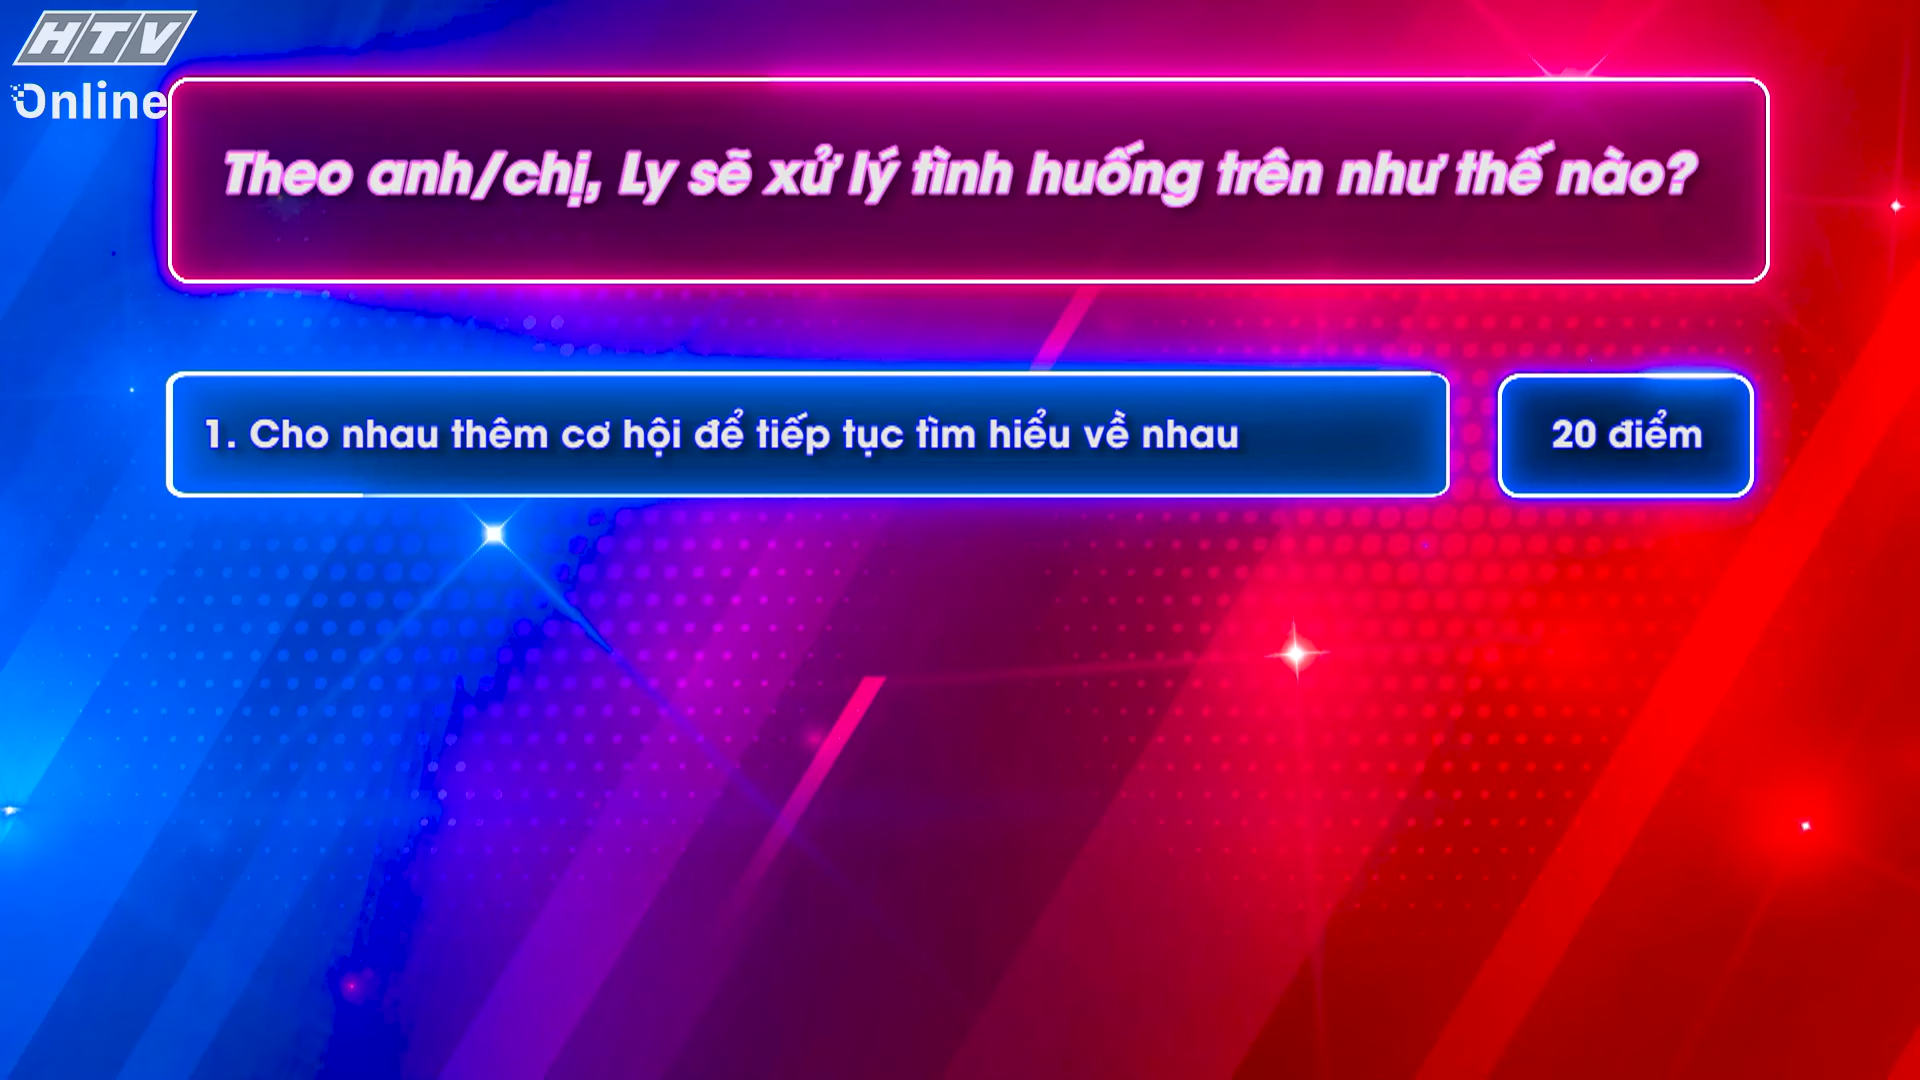 HTV
Online
Theo anh/chị, Ly sẽ xử lý tình huống trên như thế nào?
1. Cho nhau thêm cơ hội để tiếp tục tìm hiểu về nhau
20 điểm